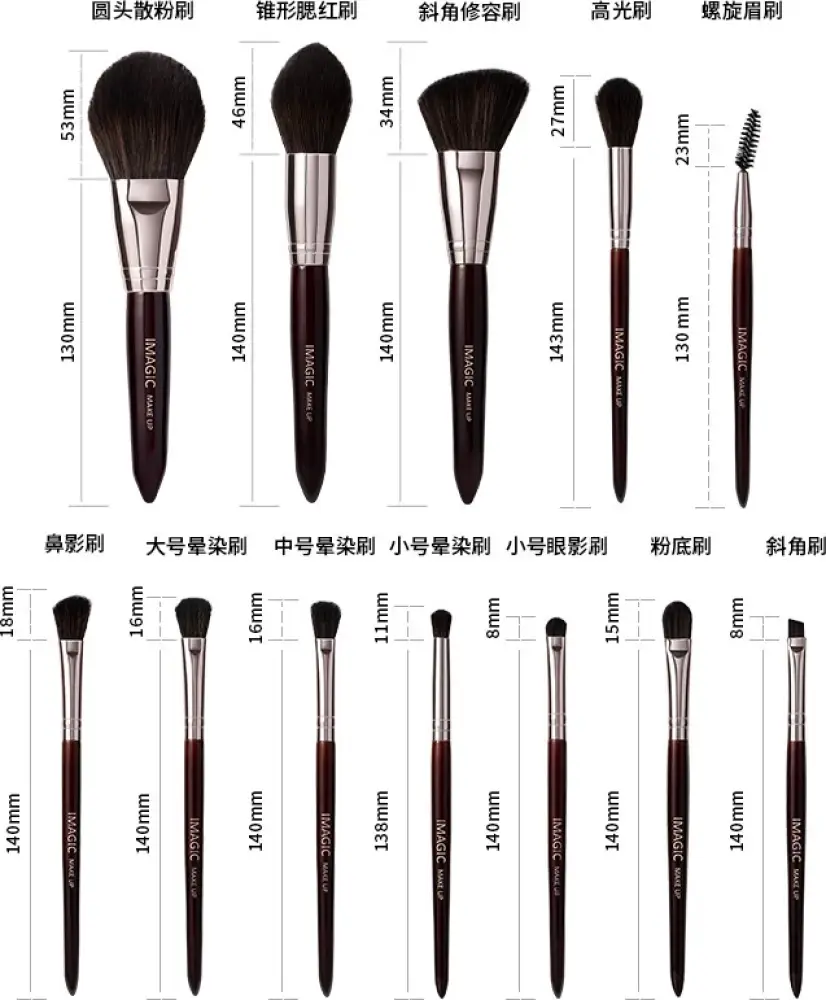 圆头散粉刷
锥形腮红刷
斜角修容刷
高光刷
螺旋眉刷
53mm
46mm
34mm
27mm
23mm
130mm
140mm
140mm
143mm
130 mm
IMAGIC MAKE UP
IMAGIC MAKE UP
IMAGIC MAKE UP
IMAGIC MAKE UP
IMAGIC MAKE UP
鼻影刷
大号晕染刷
中号晕染刷
小号晕染刷
小号眼影刷
粉底刷
斜角刷
18mm
16mm
16mm
11mm
8mm
15mm
8mm
140mm
140mm
140mm
138mm
140mm
140mm
140mm
IMAGIC MAKE UP
IMAGIC MAKE UP
IMAGIC MAKE UP
IMAGIC MAKE UP
IMAGIC MAKE UP
IMAGIC MAKE UP
IMAGIC MAKE UP